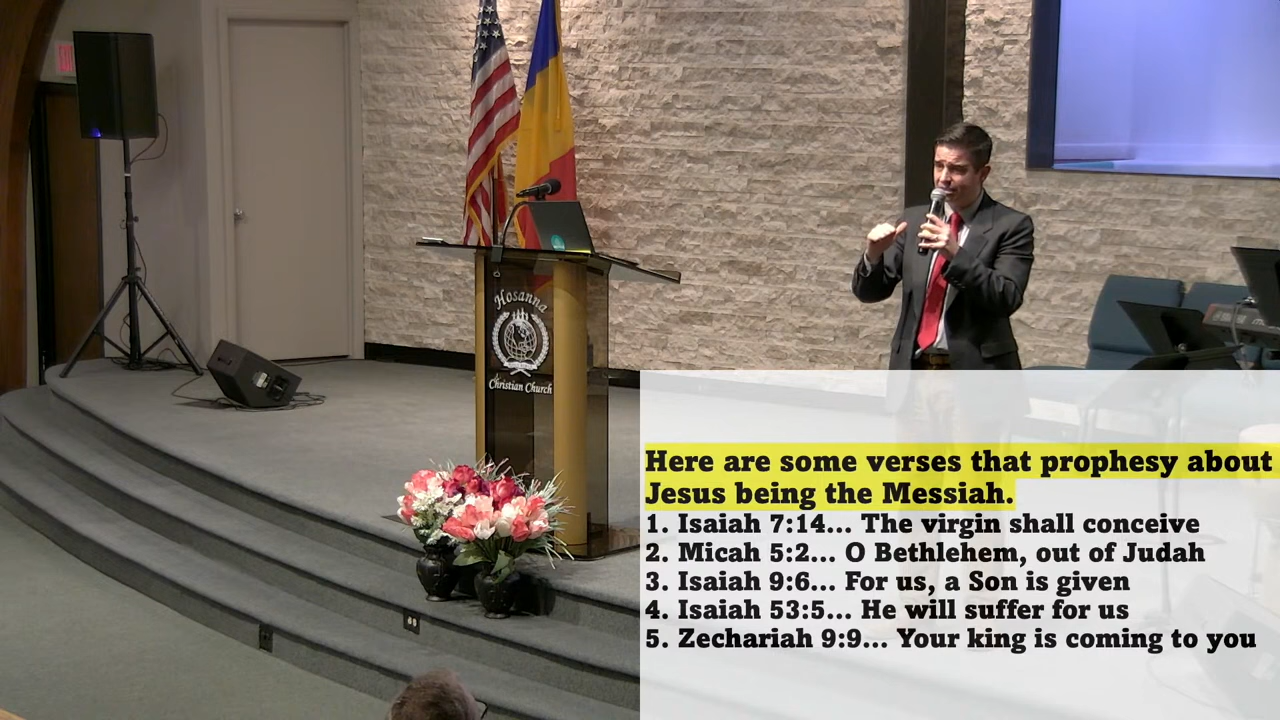 Hosanna
Christian Church
Here are some verses that prophesy about
Jesus being the Messiah.
1. Isaiah 7:14... The virgin shall conceive
2. Micah 5:2... O Bethlehem, out of Judah
3. Isaiah 9:6... For us, a Son is given
4. Isaiah 53:5... He will suffer for us
5. Zechariah 9:9... Your king is coming to you